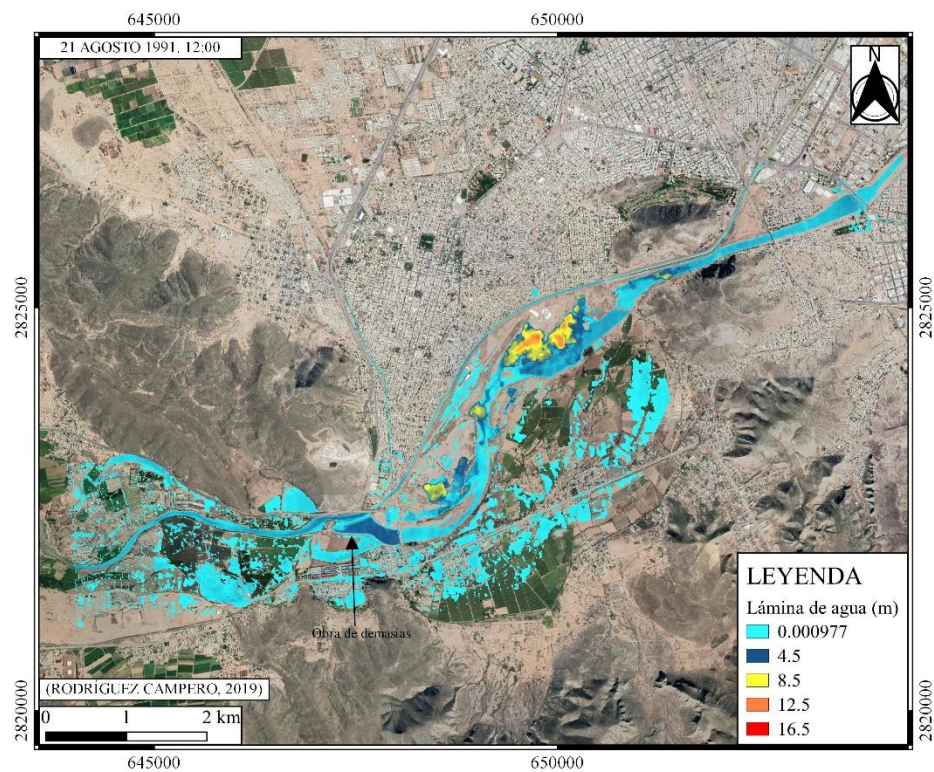 645000 650000
21 AGOSTO 1991, 12:00
N
2825000 2825000
Obra de demasías
LEYENDA
Lámina de agua (m)
0.000977
4.5
8.5
12.5
16.5
(RODRÍGUEZ CAMPERO, 2019)
0 1 2 km
2820000 2820000
645000 650000